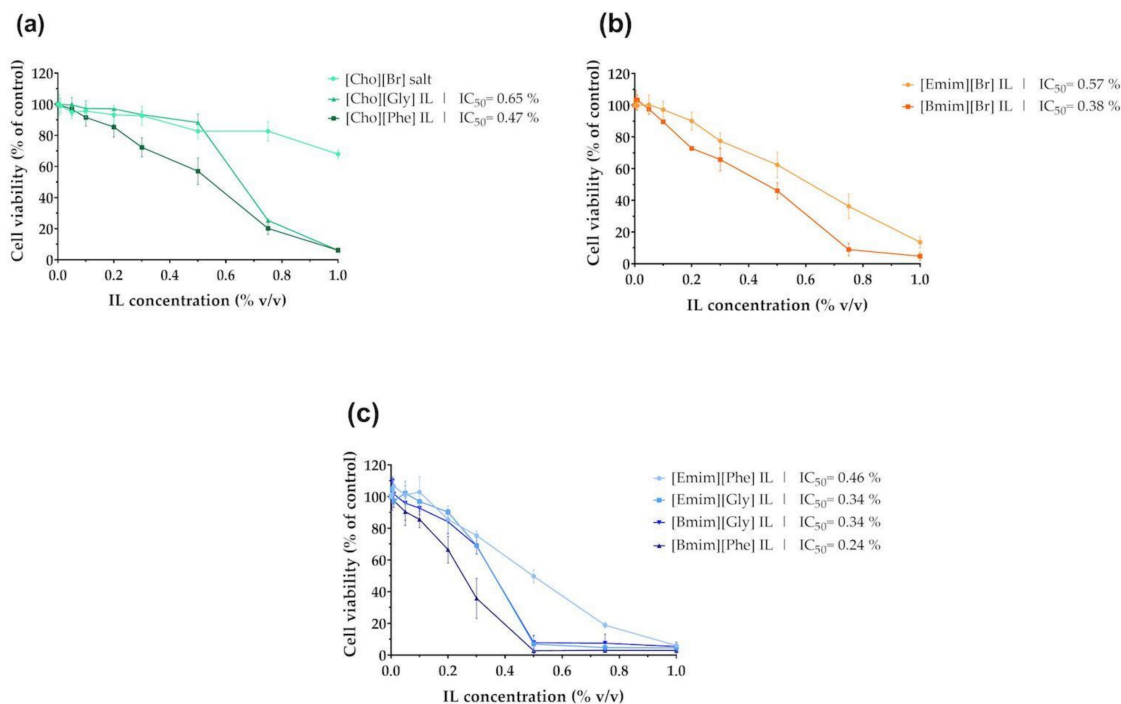 (a)
120
100
80
60
40
20
0
0.0 0.2 0.4 0.6 0.8 1.0
Cell viability (% of control)
IL concentration (% v/v)
[Cho][Br] salt
[Cho][Gly] IL | IC50= 0.65 %
[Cho][Phe] IL | IC50= 0.47 %
(b)
120
100
80
60
40
20
0
0.0 0.2 0.4 0.6 0.8 1.0
Cell viability (% of control)
IL concentration (% v/v)
[Emim][Br] IL | IC50= 0.57 %
[Bmim][Br] IL | IC50= 0.38 %
(c)
120
100
80
60
40
20
0
0.0 0.2 0.4 0.6 0.8 1.0
Cell viability (% of control)
IL concentration (% v/v)
[Emim][Phe] IL | IC50= 0.46 %
[Emim][Gly] IL | IC50= 0.34 %
[Bmim][Gly] IL | IC50= 0.34 %
[Bmim][Phe] IL | IC50= 0.24 %